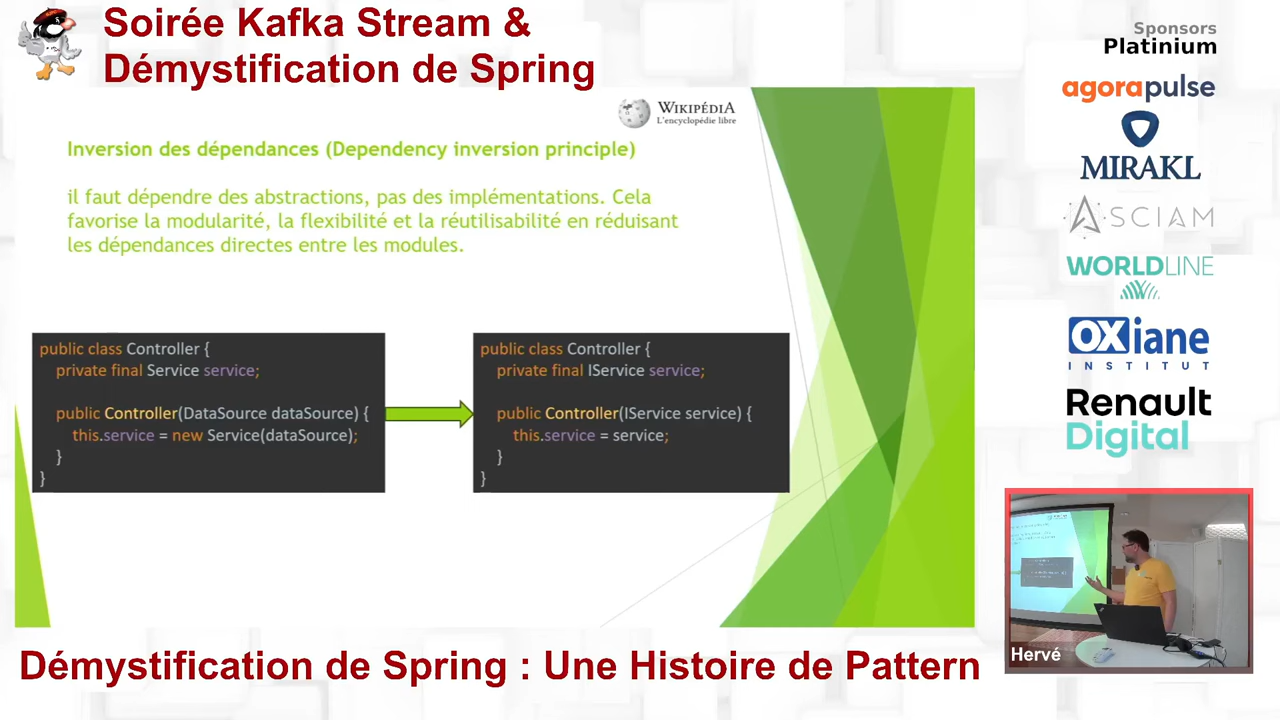 Soirée Kafka Stream &
Démystification de Spring
Sponsors
Platinium
agorapulse
MIRAKL
ASCIAM
WORLDLINE
OXiane
INSTITUT
Renault
Digital
WIKIPÉDIA
L'encyclopédie libre
Inversion des dépendances (Dependency inversion principle)
il faut dépendre des abstractions, pas des implémentations. Cela
favorise la modularité, la flexibilité et la réutilisabilité en réduisant
les dépendances directes entre les modules.
public class Controller {
private final Service service;
public Controller(DataSource dataSource) {
this.service = new Service(dataSource);
}
}
public class Controller {
private final IService service;
public Controller(IService service) {
this.service = service;
}
}
Hervé
Démystification de Spring : Une Histoire de Pattern